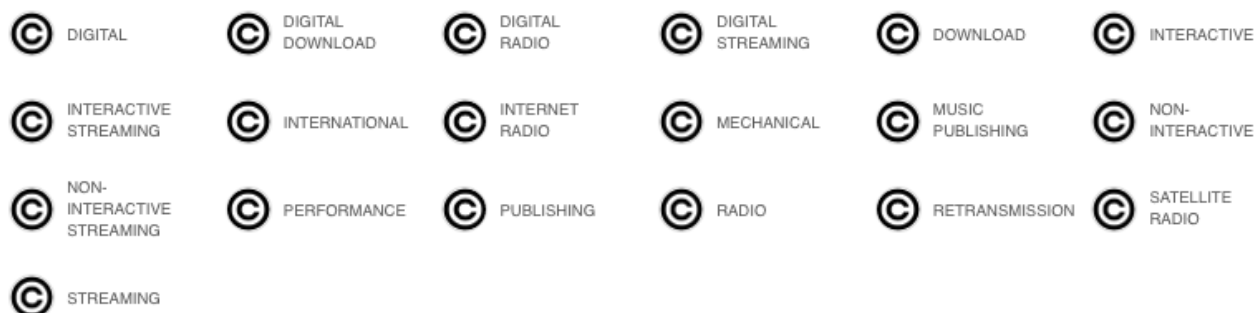 © DIGITAL
© DIGITAL
DOWNLOAD
© DIGITAL
RADIO
© DIGITAL
STREAMING
© DOWNLOAD
© INTERACTIVE
© INTERACTIVE
STREAMING
© INTERNATIONAL
© INTERNET
RADIO
© MECHANICAL
© MUSIC
PUBLISHING
© NON-
INTERACTIVE
© NON-
INTERACTIVE
STREAMING
© PERFORMANCE
© PUBLISHING
© RADIO
© RETRANSMISSION
© SATELLITE
RADIO
© STREAMING